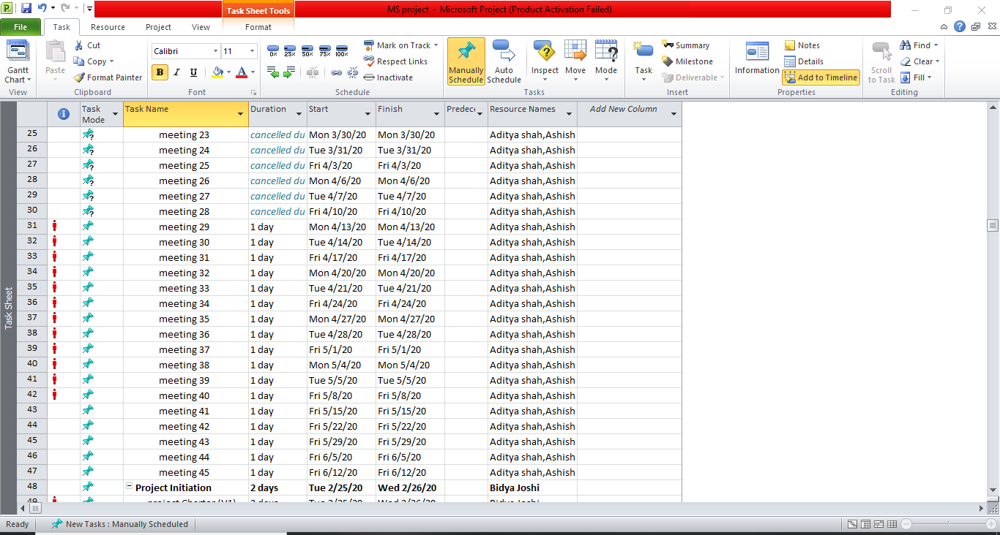 MS project - Microsoft Project (Product Activation Failed)
Task Sheet Tools
File Task Resource Project View Format
Gantt Chart
View
Paste
Cut
Copy
Format Painter
Clipboard
Calibri 11
B I U A
Font
0% 25% 50% 75% 100%
Mark on Track
Respect Links
Inactivate
Schedule
Manually Schedule
Auto Schedule
Inspect
Move
Mode
Tasks
Task
Summary
Milestone
Deliverable
Insert
Information
Notes
Details
Add to Timeline
Properties
Scroll to Task
Find
Clear
Fill
Editing
Task Mode Task Name Duration Start Finish Predec Resource Names Add New Column
25 meeting 23 cancelled du Mon 3/30/20 Mon 3/30/20 Aditya shah,Ashish
26 meeting 24 cancelled du Tue 3/31/20 Tue 3/31/20 Aditya shah,Ashish
27 meeting 25 cancelled du Fri 4/3/20 Fri 4/3/20 Aditya shah,Ashish
28 meeting 26 cancelled du Mon 4/6/20 Mon 4/6/20 Aditya shah,Ashish
29 meeting 27 cancelled du Tue 4/7/20 Tue 4/7/20 Aditya shah,Ashish
30 meeting 28 cancelled du Fri 4/10/20 Fri 4/10/20 Aditya shah,Ashish
31 meeting 29 1 day Mon 4/13/20 Mon 4/13/20 Aditya shah,Ashish
32 meeting 30 1 day Tue 4/14/20 Tue 4/14/20 Aditya shah,Ashish
33 meeting 31 1 day Fri 4/17/20 Fri 4/17/20 Aditya shah,Ashish
34 meeting 32 1 day Mon 4/20/20 Mon 4/20/20 Aditya shah,Ashish
35 meeting 33 1 day Tue 4/21/20 Tue 4/21/20 Aditya shah,Ashish
36 meeting 34 1 day Fri 4/24/20 Fri 4/24/20 Aditya shah,Ashish
37 meeting 35 1 day Mon 4/27/20 Mon 4/27/20 Aditya shah,Ashish
38 meeting 36 1 day Tue 4/28/20 Tue 4/28/20 Aditya shah,Ashish
39 meeting 37 1 day Fri 5/1/20 Fri 5/1/20 Aditya shah,Ashish
40 meeting 38 1 day Mon 5/4/20 Mon 5/4/20 Aditya shah,Ashish
41 meeting 39 1 day Tue 5/5/20 Tue 5/5/20 Aditya shah,Ashish
42 meeting 40 1 day Fri 5/8/20 Fri 5/8/20 Aditya shah,Ashish
43 meeting 41 1 day Fri 5/15/20 Fri 5/15/20 Aditya shah,Ashish
44 meeting 42 1 day Fri 5/22/20 Fri 5/22/20 Aditya shah,Ashish
45 meeting 43 1 day Fri 5/29/20 Fri 5/29/20 Aditya shah,Ashish
46 meeting 44 1 day Fri 6/5/20 Fri 6/5/20 Aditya shah,Ashish
47 meeting 45 1 day Fri 6/12/20 Fri 6/12/20 Aditya shah,Ashish
48 Project Initiation 2 days Tue 2/25/20 Wed 2/26/20 Bidya Joshi
49 project Charter (V1) 2 days Tue 2/25/20 Wed 2/26/20 Bidya Joshi
Task Sheet
Ready New Tasks : Manually Scheduled